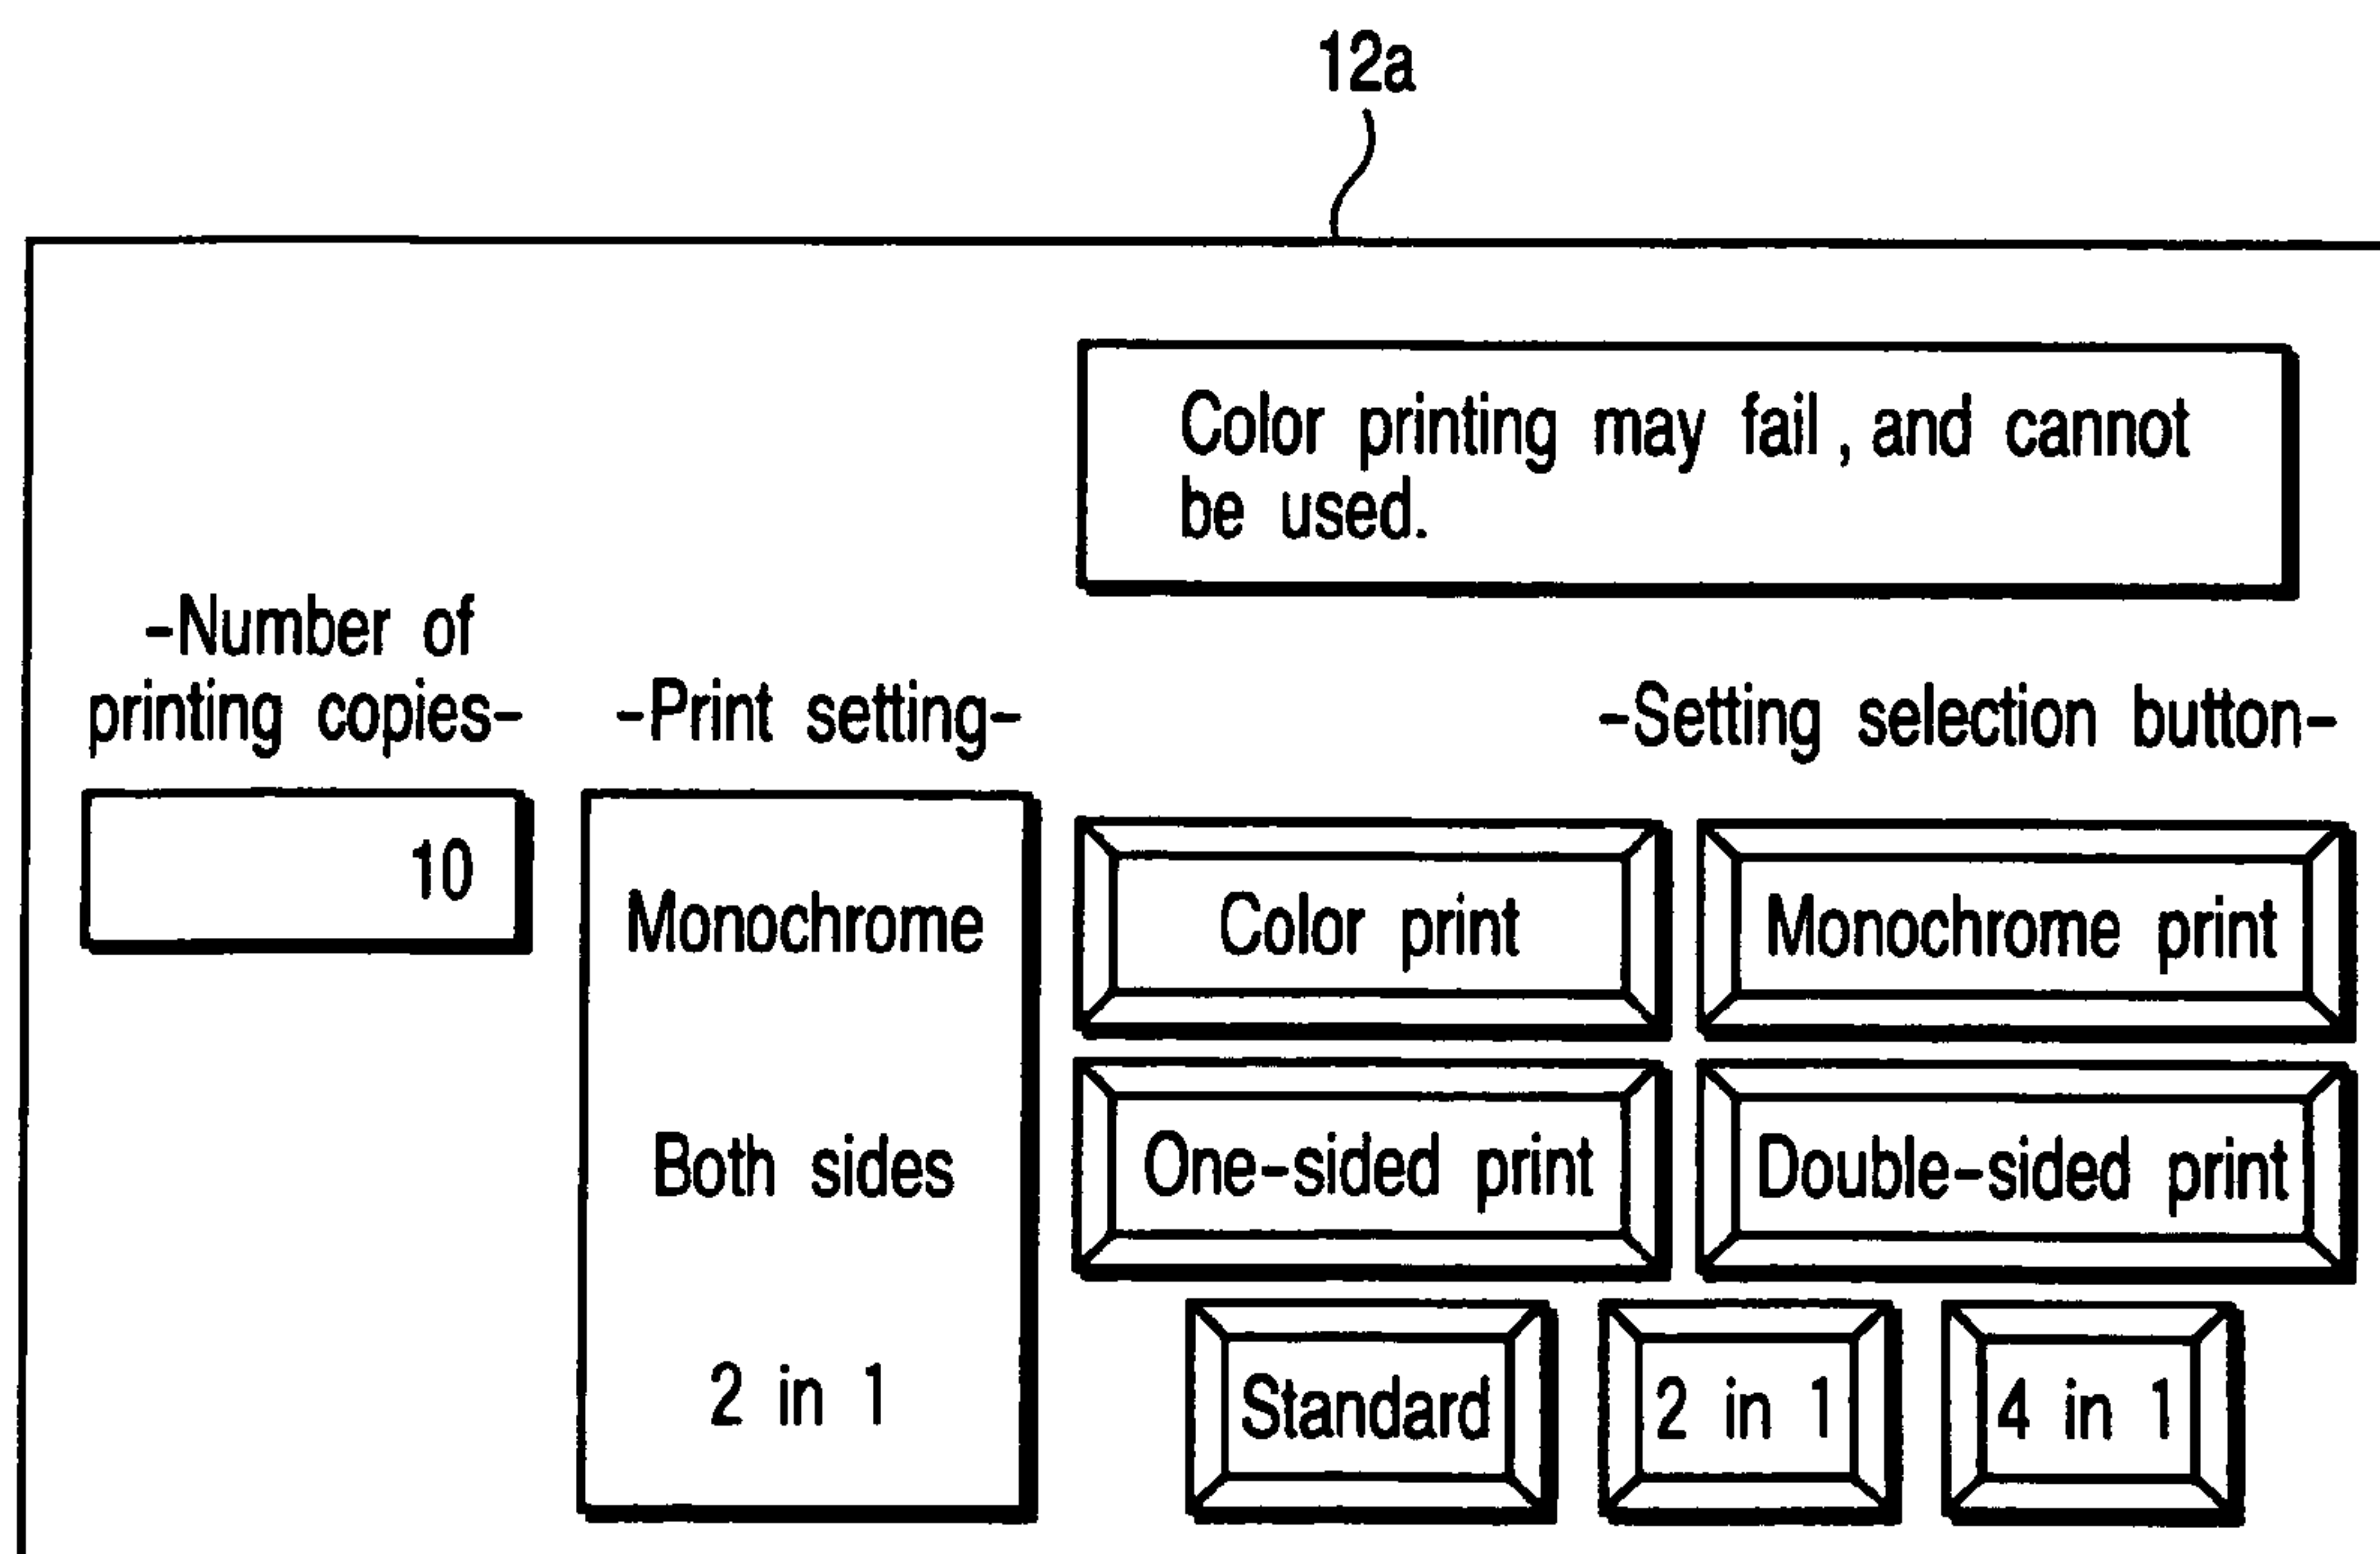 12a
Color printing may fail, and cannot
be used.
-Number of
printing copies-
-Print setting-
-Setting selection button-
10
Monochrome
Color print
Monochrome print
Both sides
One-sided print
Double-sided print
2 in 1
Standard
2 in 1
4 in 1